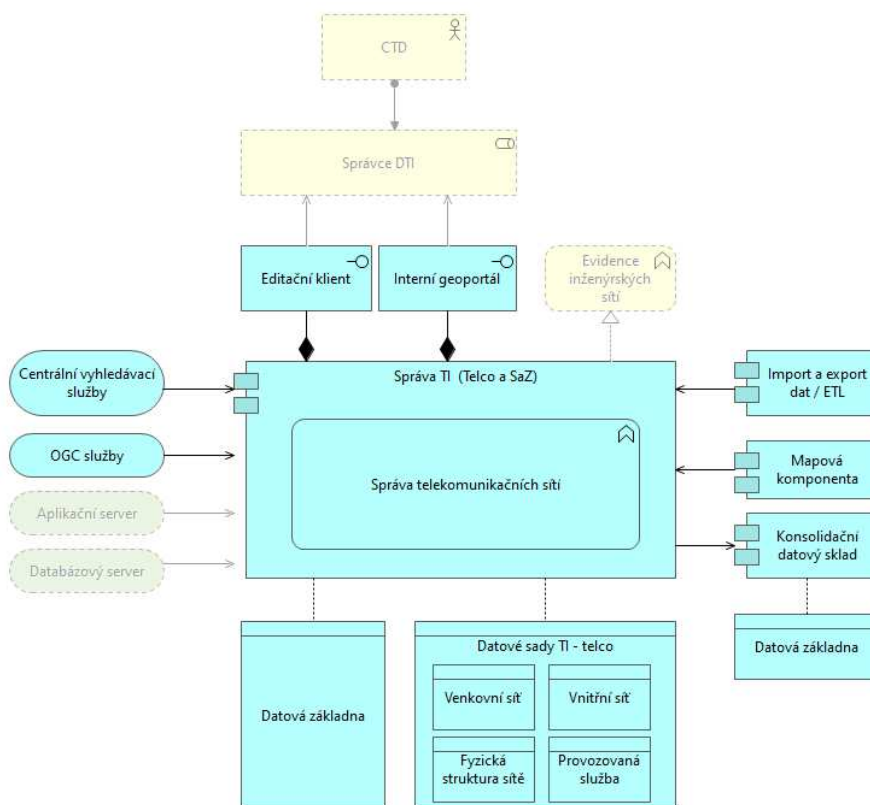 CTD
Správce DTI
Editační klient
Interní geoportál
Evidence
inženýrských
sítí
Centrální vyhledávací
služby
Správa TI  (Telco a SaZ)
Import a export
dat / ETL
OGC služby
Správa telekomunikačních sítí
Mapová
komponenta
Aplikační server
Konsolidační
datový sklad
Databázový server
Datové sady TI - telco
Datová základna
Venkovní síť
Vnitřní síť
Datová základna
Fyzická
struktura sítě
Provozovaná
služba